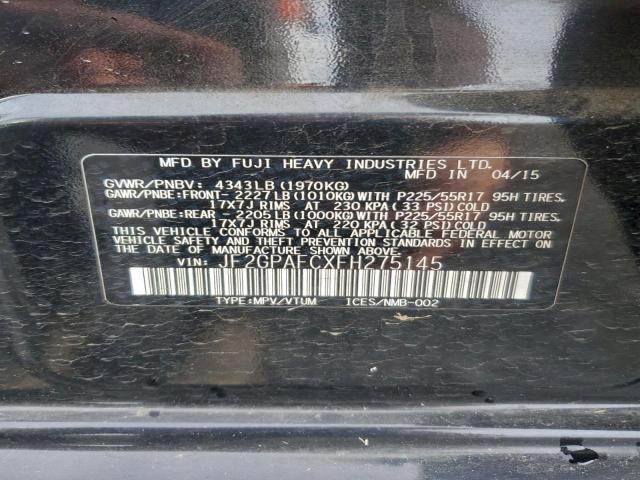 MFD BY FUJI HEAVY INDUSTRIES LTD.
MFD IN 04/15
GVWR/PNBV: 4343LB (1970KG)
GAWR/PNBE:FRONT- 2227LB (1010KG)WITH P225/55R17 95H TIRES,
17X7J RIMS AT 230 KPA( 33 PSI)COLD
GAWR/PNBE:REAR - 2205LB (1000KG)WITH P225/55R17 95H TIRES,
17X7J RIMS AT 220 KPA( 32 PSI)COLD
THIS VEHICLE CONFORMS TO ALL APPLICABLE FEDERAL MOTOR
VEHICLE SAFETY AND THEFT PREVENTION STANDARDS IN EFFECT ON
THE DATE OF MANUFACTURE SHOWN ABOVE.
VIN: JF2GPAFCXFH275145
TYPE:MPV/VTUM ICES/NMB-002